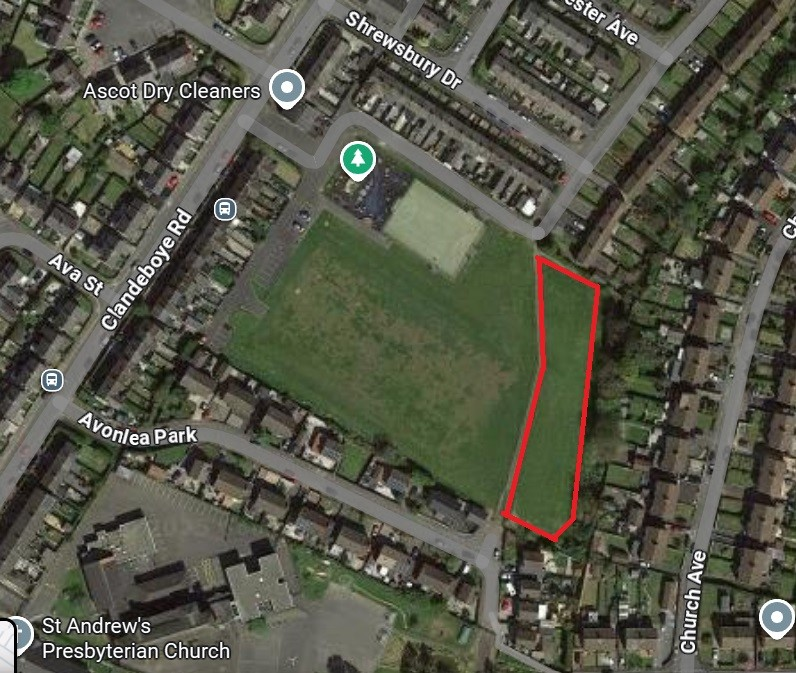 ester Ave
Shrewsbury Dr
Ascot Dry Cleaners
Ava St
Clandeboye Rd
Ch
Avonlea Park
Church Ave
St Andrew's
Presbyterian Church